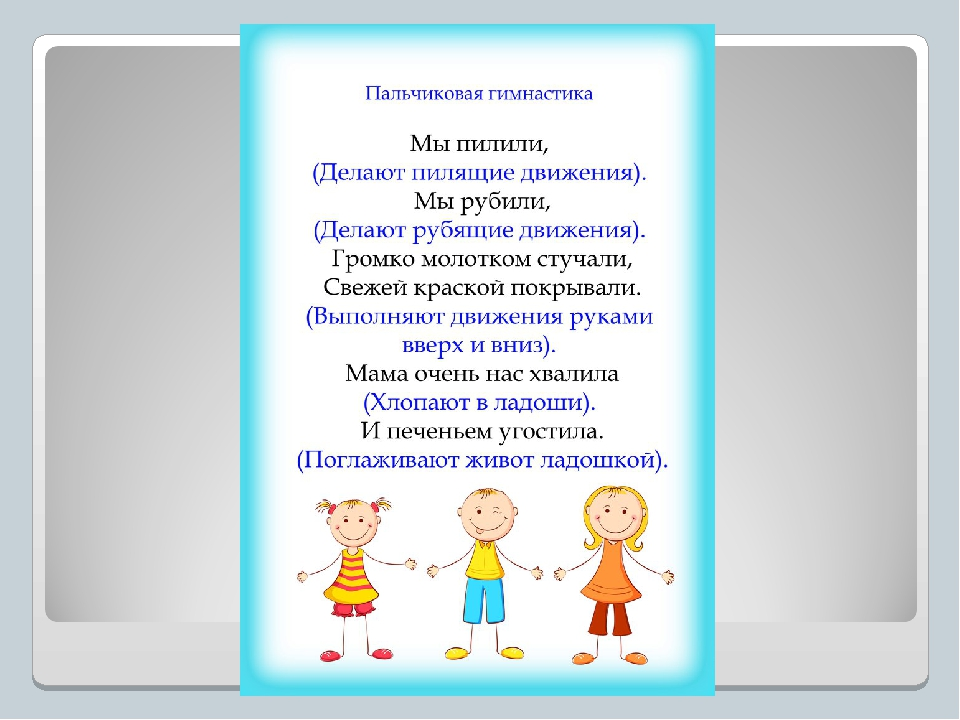 Пальчиковая гимнастика
Мы пилили,
(Делают пилящие движения).
Мы рубили,
(Делают рубящие движения).
Громко молотком стучали,
Свежей краской покрывали.
(Выполняют движения руками
вверх и вниз).
Мама очень нас хвалила
(Хлопают в ладоши).
И печеньем угостила.
(Поглаживают живот ладошкой).